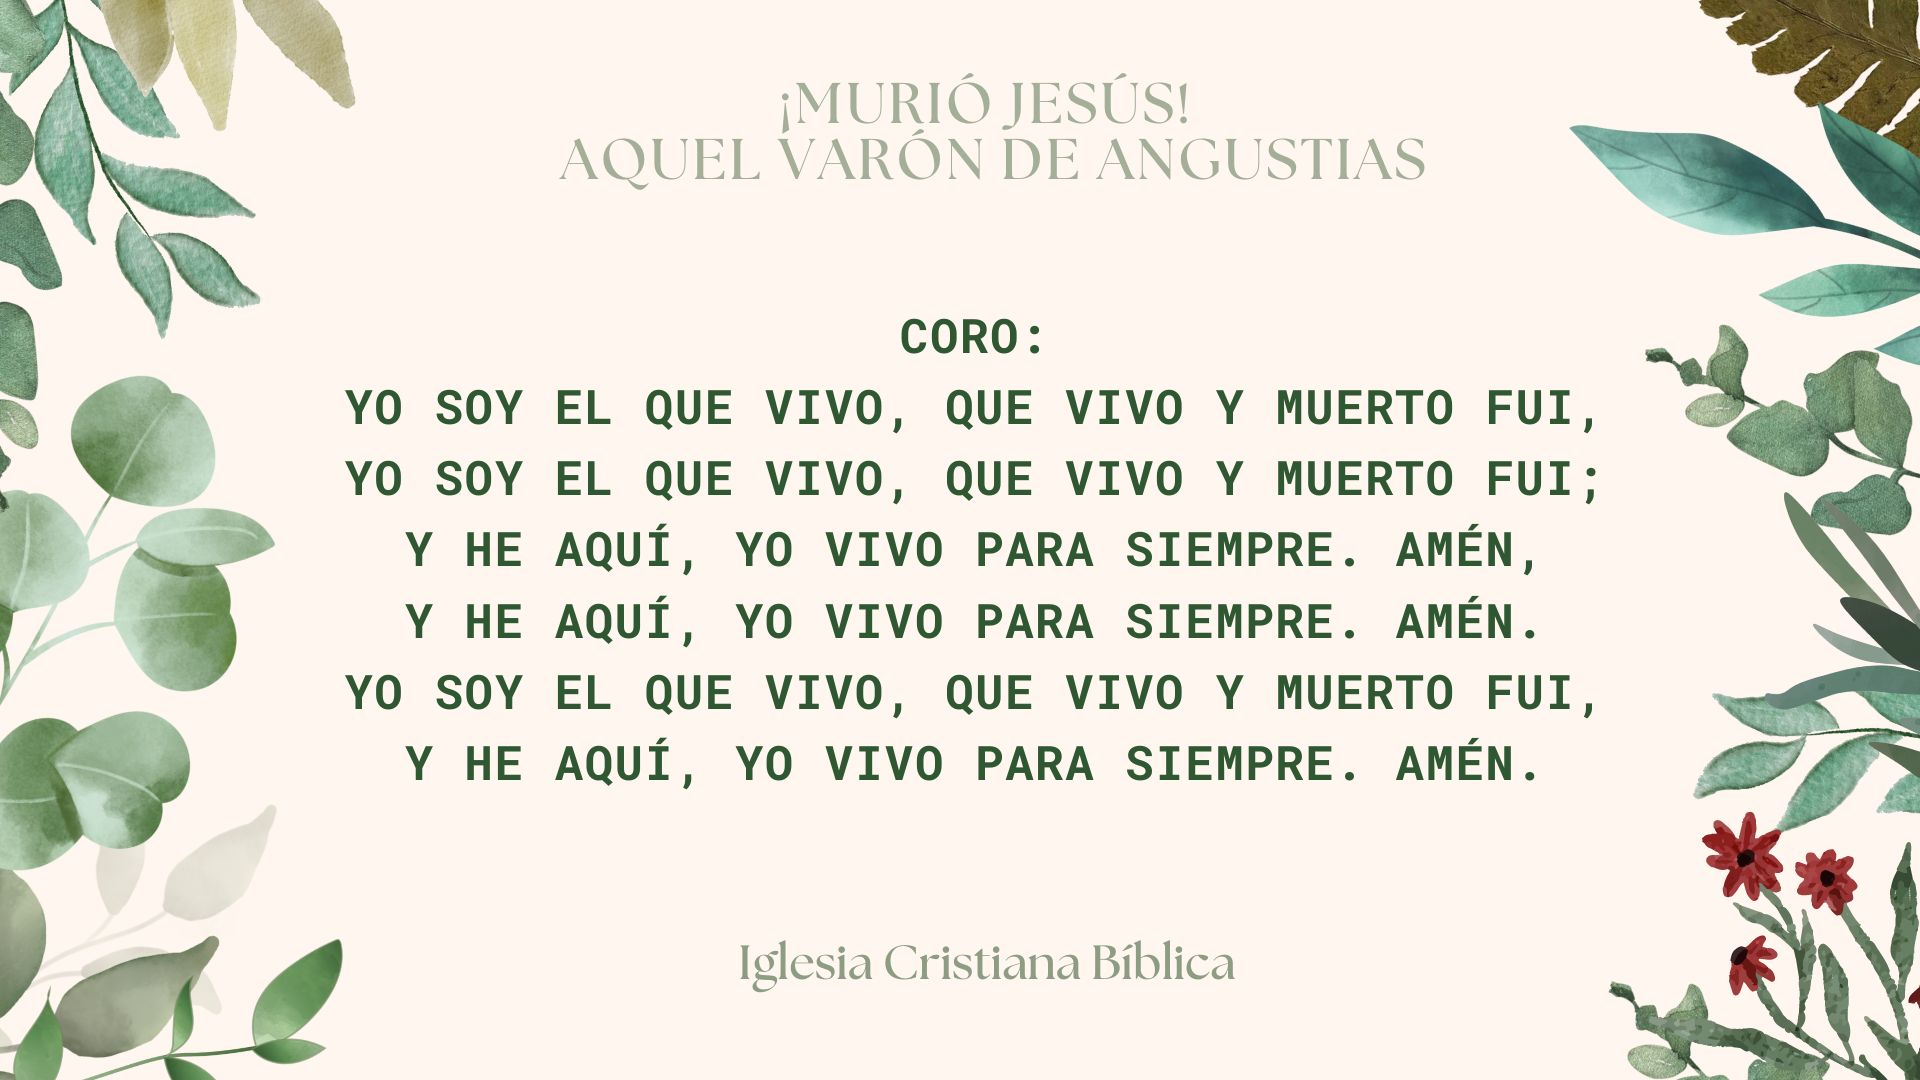 ¡MURIÓ JESÚS!
AQUEL VARÓN DE ANGUSTIAS
CORO:
YO SOY EL QUE VIVO, QUE VIVO Y MUERTO FUI,
YO SOY EL QUE VIVO, QUE VIVO Y MUERTO FUI;
Y HE AQUÍ, YO VIVO PARA SIEMPRE. AMÉN,
Y HE AQUÍ, YO VIVO PARA SIEMPRE. AMÉN.
YO SOY EL QUE VIVO, QUE VIVO Y MUERTO FUI,
Y HE AQUÍ, YO VIVO PARA SIEMPRE. AMÉN.
Iglesia Cristiana Bíblica